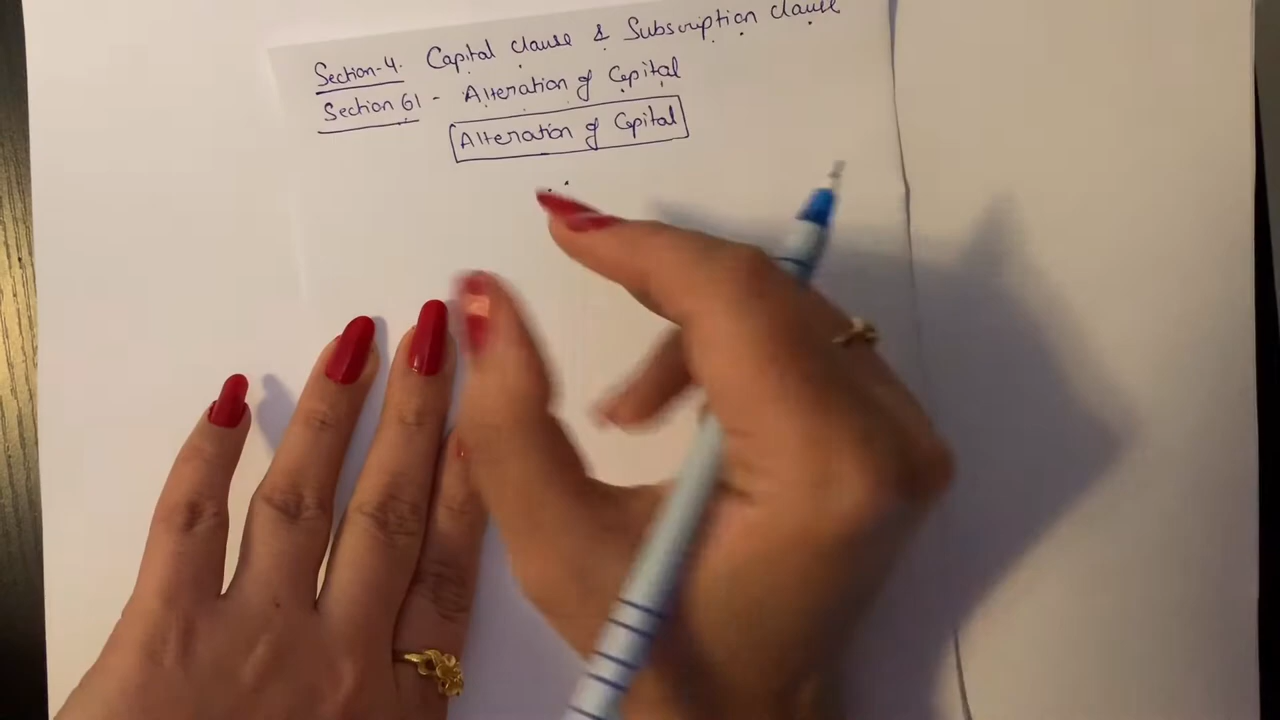 Section-4. Capital clause & Subscription clause
Section 61 - Alteration of Capital
Alteration of Capital